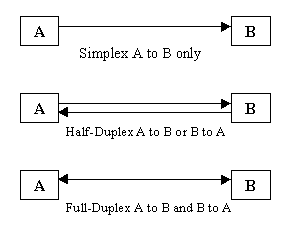 A B
Simplex A to B only
A B
Half-Duplex A to B or B to A
A B
Full-Duplex A to B and B to A